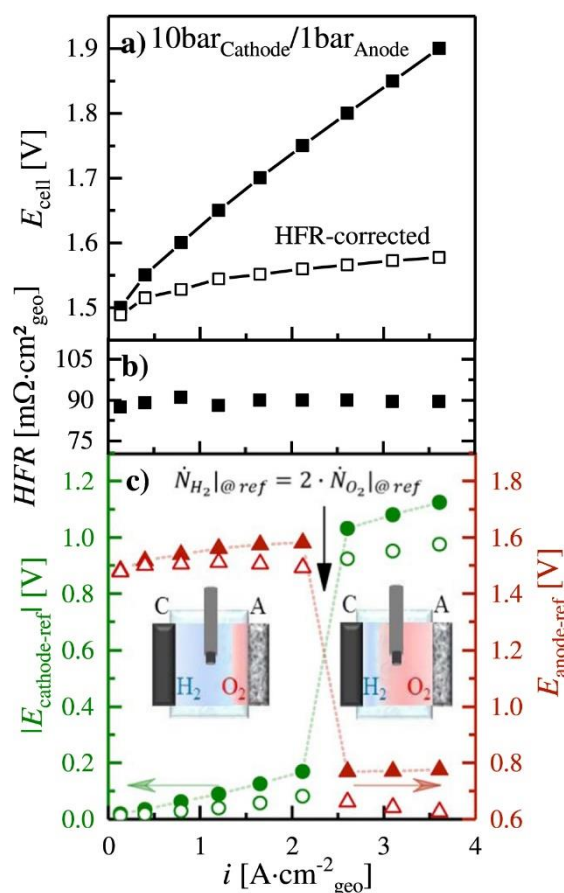 a) 10bar_Cathode/1bar_Anode
1.9
1.8
1.7
1.6
1.5
E_cell [V]
HFR-corrected
b)
105
90
75
HFR [mΩ·cm²_geo]
c) Ṅ_H₂|@ ref = 2 · Ṅ_O₂|@ ref
1.2
1.0
0.8
0.6
0.4
0.2
0.0
|E_cathode-ref| [V]
C A
H₂ O₂
C A
H₂ O₂
1.8
1.6
1.4
1.2
1.0
0.8
0.6
E_anode-ref [V]
0 1 2 3 4
i [A·cm⁻²_geo]